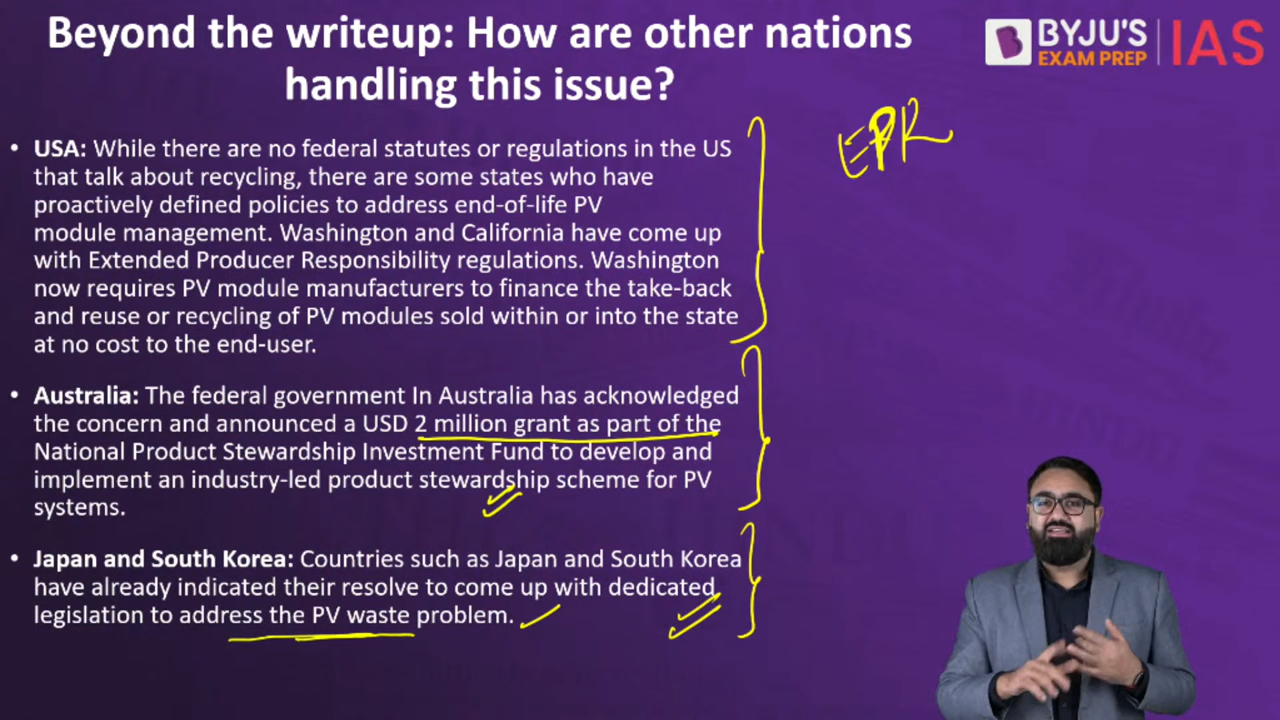 Beyond the writeup: How are other nations
handling this issue?
BYJU'S
EXAM PREP
IAS
EPR
• USA: While there are no federal statutes or regulations in the US
that talk about recycling, there are some states who have
proactively defined policies to address end-of-life PV
module management. Washington and California have come up
with Extended Producer Responsibility regulations. Washington
now requires PV module manufacturers to finance the take-back
and reuse or recycling of PV modules sold within or into the state
at no cost to the end-user.
• Australia: The federal government In Australia has acknowledged
the concern and announced a USD 2 million grant as part of the
National Product Stewardship Investment Fund to develop and
implement an industry-led product stewardship scheme for PV
systems.
• Japan and South Korea: Countries such as Japan and South Korea
have already indicated their resolve to come up with dedicated
legislation to address the PV waste problem.